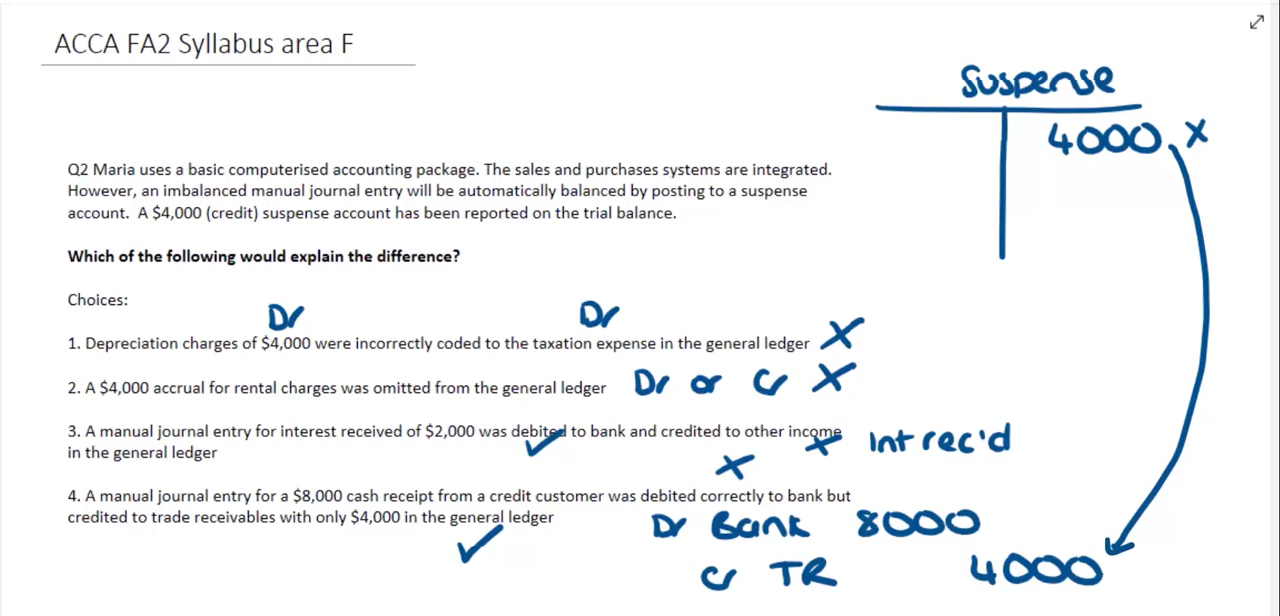 ACCA FA2 Syllabus area F
Suspense
4000 x
Q2 Maria uses a basic computerised accounting package. The sales and purchases systems are integrated.
However, an imbalanced manual journal entry will be automatically balanced by posting to a suspense
account. A $4,000 (credit) suspense account has been reported on the trial balance.
Which of the following would explain the difference?
Choices:
Dr Dr
1. Depreciation charges of $4,000 were incorrectly coded to the taxation expense in the general ledger X
2. A $4,000 accrual for rental charges was omitted from the general ledger Dr or Cr X
3. A manual journal entry for interest received of $2,000 was debited to bank and credited to other income
in the general ledger x x Int rec'd
4. A manual journal entry for a $8,000 cash receipt from a credit customer was debited correctly to bank but
credited to trade receivables with only $4,000 in the general ledger
Dr Bank 8000
Cr TR 4000